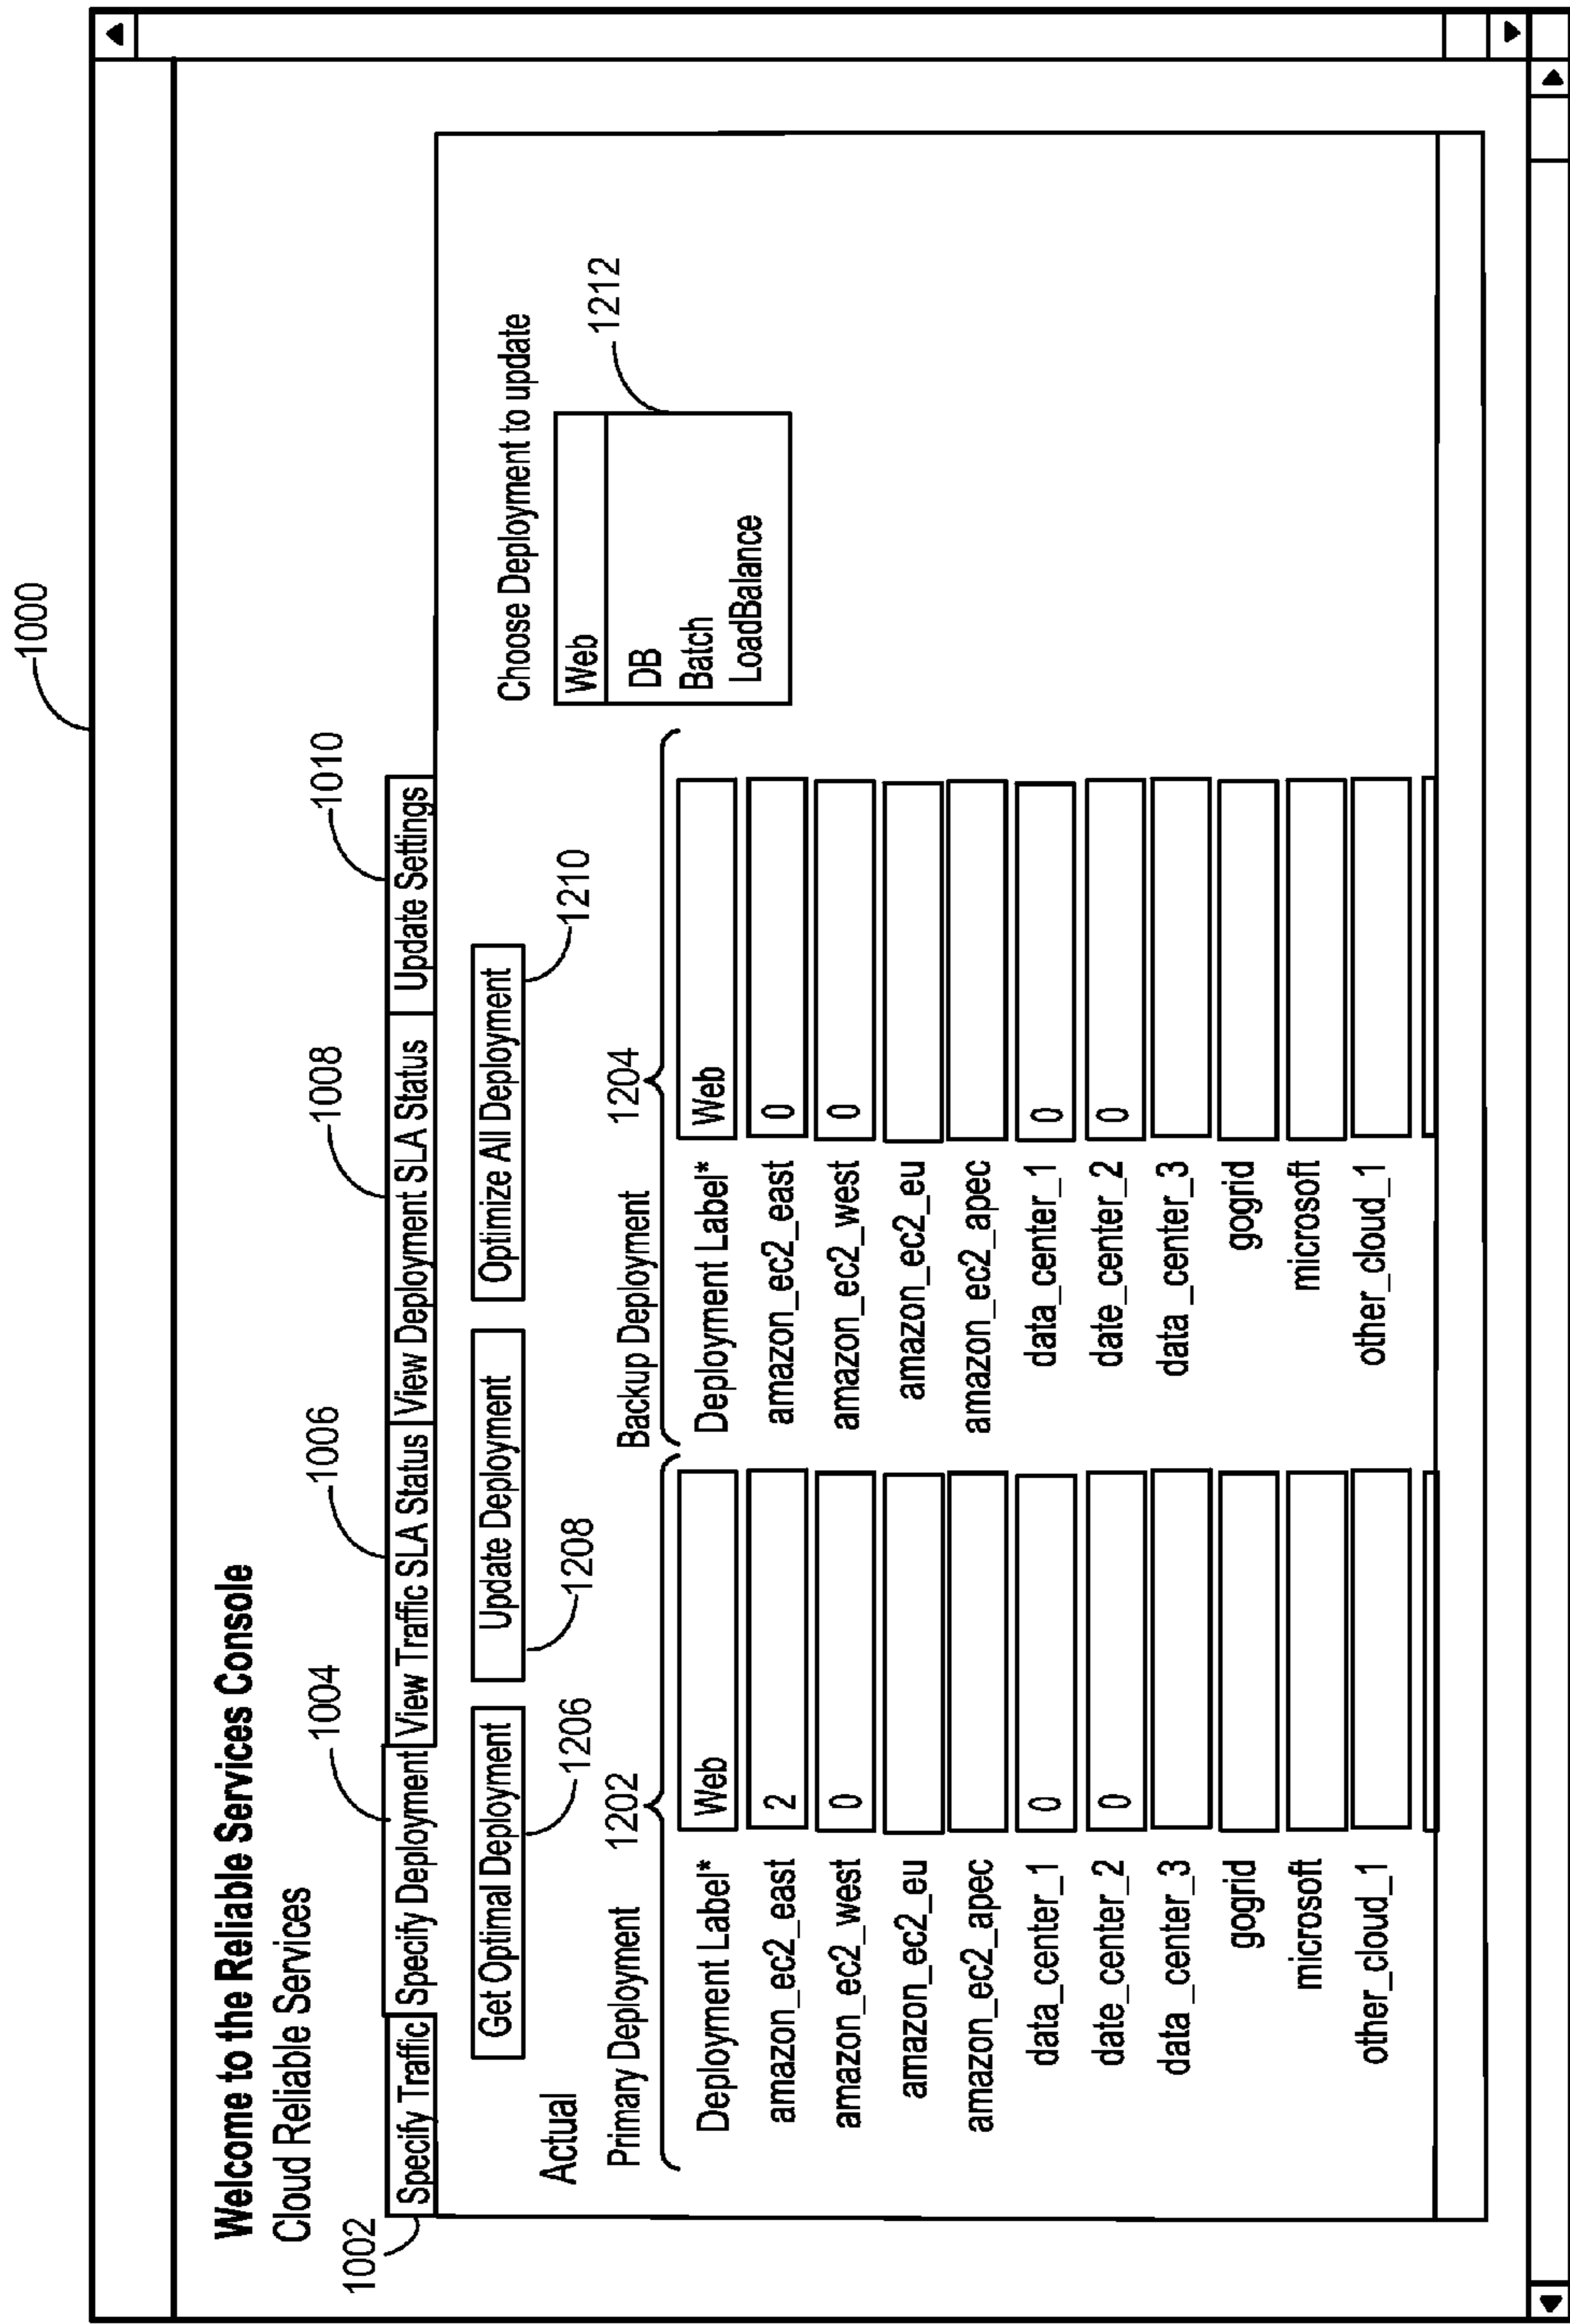 1000
Welcome to the Reliable Services Console
Cloud Reliable Services
1002
1004
1006
1008
1010
Specify Traffic
Specify Deployment
View Traffic SLA Status
View Deployment SLA Status
Update Settings
Get Optimal Deployment
Update Deployment
Optimize All Deployment
Choose Deployment to update
1206
1208
1210
Actual
Web
DB
Batch
LoadBalance
1212
Primary Deployment
1202
Deployment Label* Web
amazon_ec2_east 2
amazon_ec2_west 0
amazon_ec2_eu
amazon_ec2_apec
data_center_1 0
date_center_2 0
data_center_3
gogrid
microsoft
other_cloud_1
Backup Deployment
1204
Deployment Label* Web
amazon_ec2_east 0
amazon_ec2_west 0
amazon_ec2_eu
amazon_ec2_apec
data_center_1 0
date_center_2 0
data_center_3
gogrid
microsoft
other_cloud_1